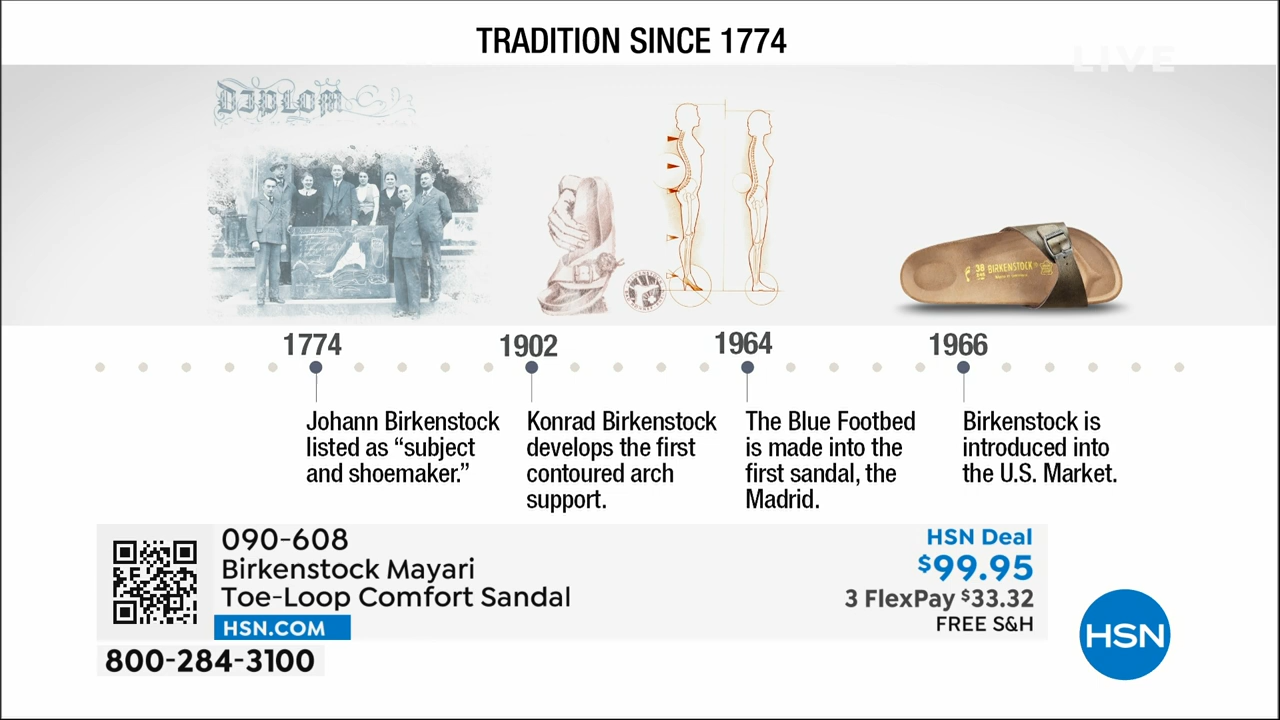 TRADITION SINCE 1774
LIVE
Diplom
38
BIRKENSTOCK
1774
1902
1964
1966
Johann Birkenstock
listed as “subject
and shoemaker.”
Konrad Birkenstock
develops the first
contoured arch
support.
The Blue Footbed
is made into the
first sandal, the
Madrid.
Birkenstock is
introduced into
the U.S. Market.
090-608
Birkenstock Mayari
Toe-Loop Comfort Sandal
HSN.COM
800-284-3100
HSN Deal
$99.95
3 FlexPay $33.32
FREE S&H
HSN